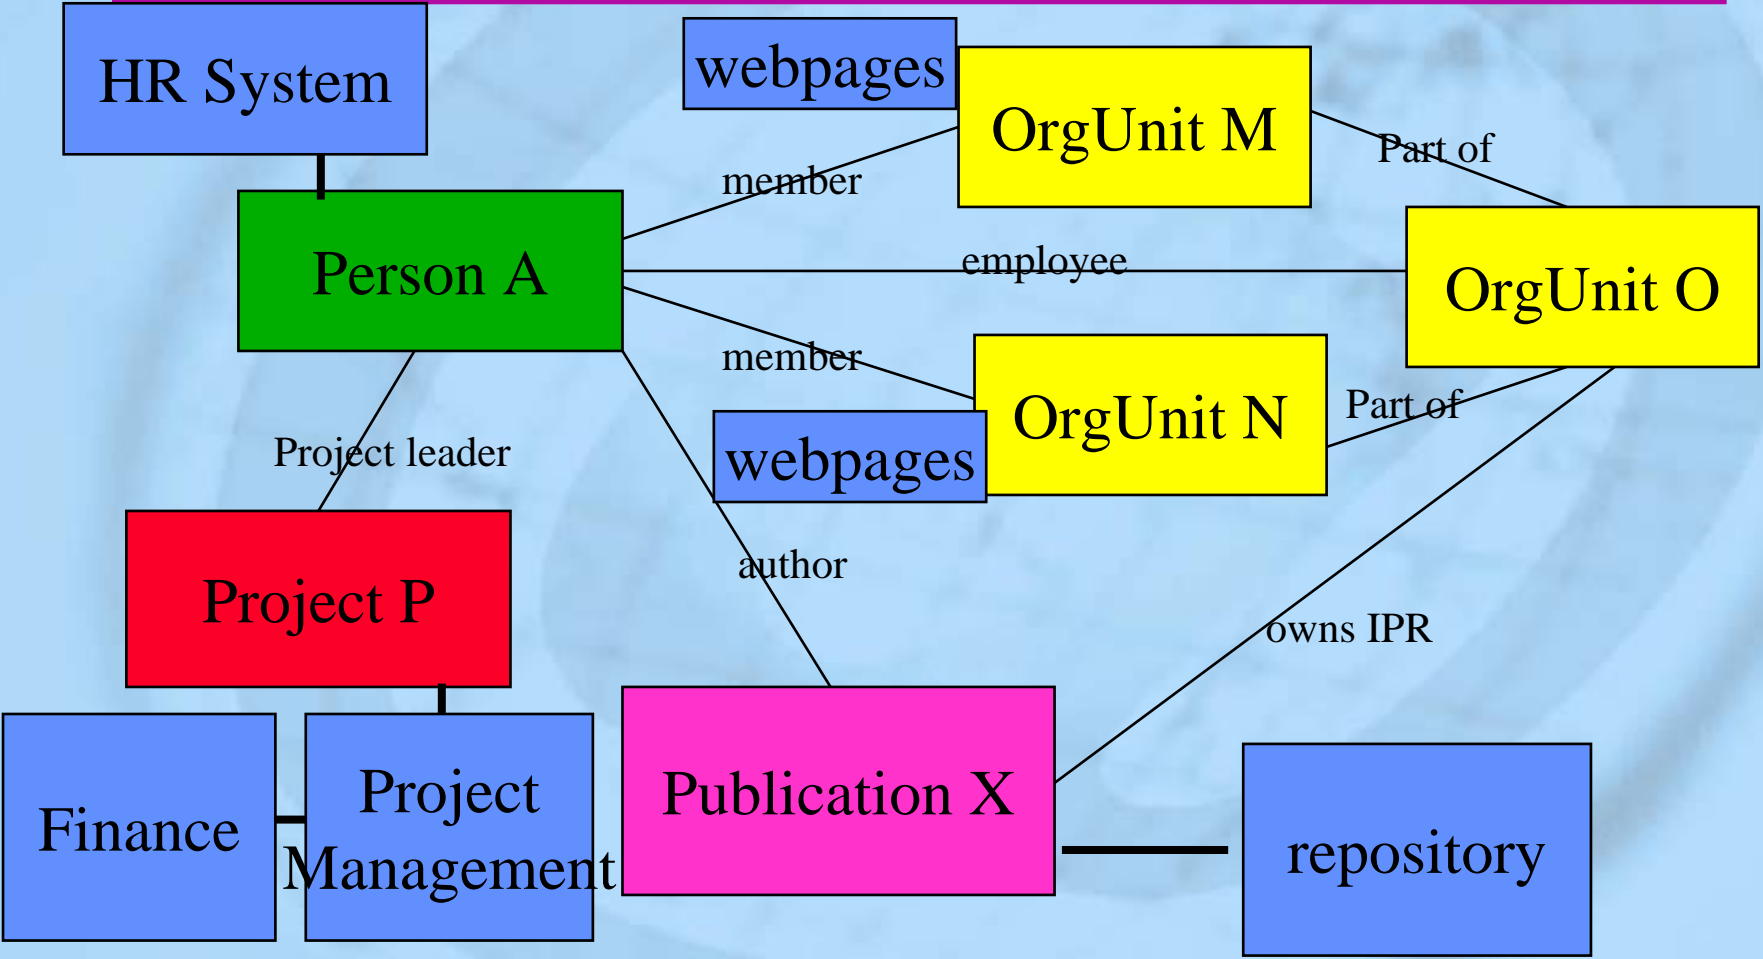 HR System
webpages
OrgUnit M
Part of
member
Person A
employee
OrgUnit O
member
OrgUnit N
Part of
webpages
Project leader
author
Project P
owns IPR
Publication X
Finance
Project
Management
repository